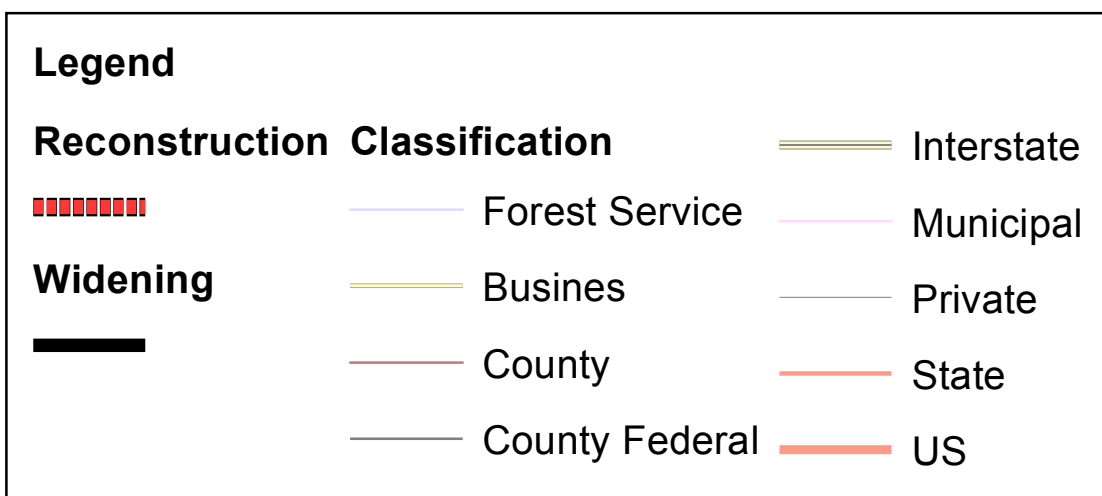 Legend
Reconstruction
Widening
Classification
Forest Service
Busines
County
County Federal
Interstate
Municipal
Private
State
US